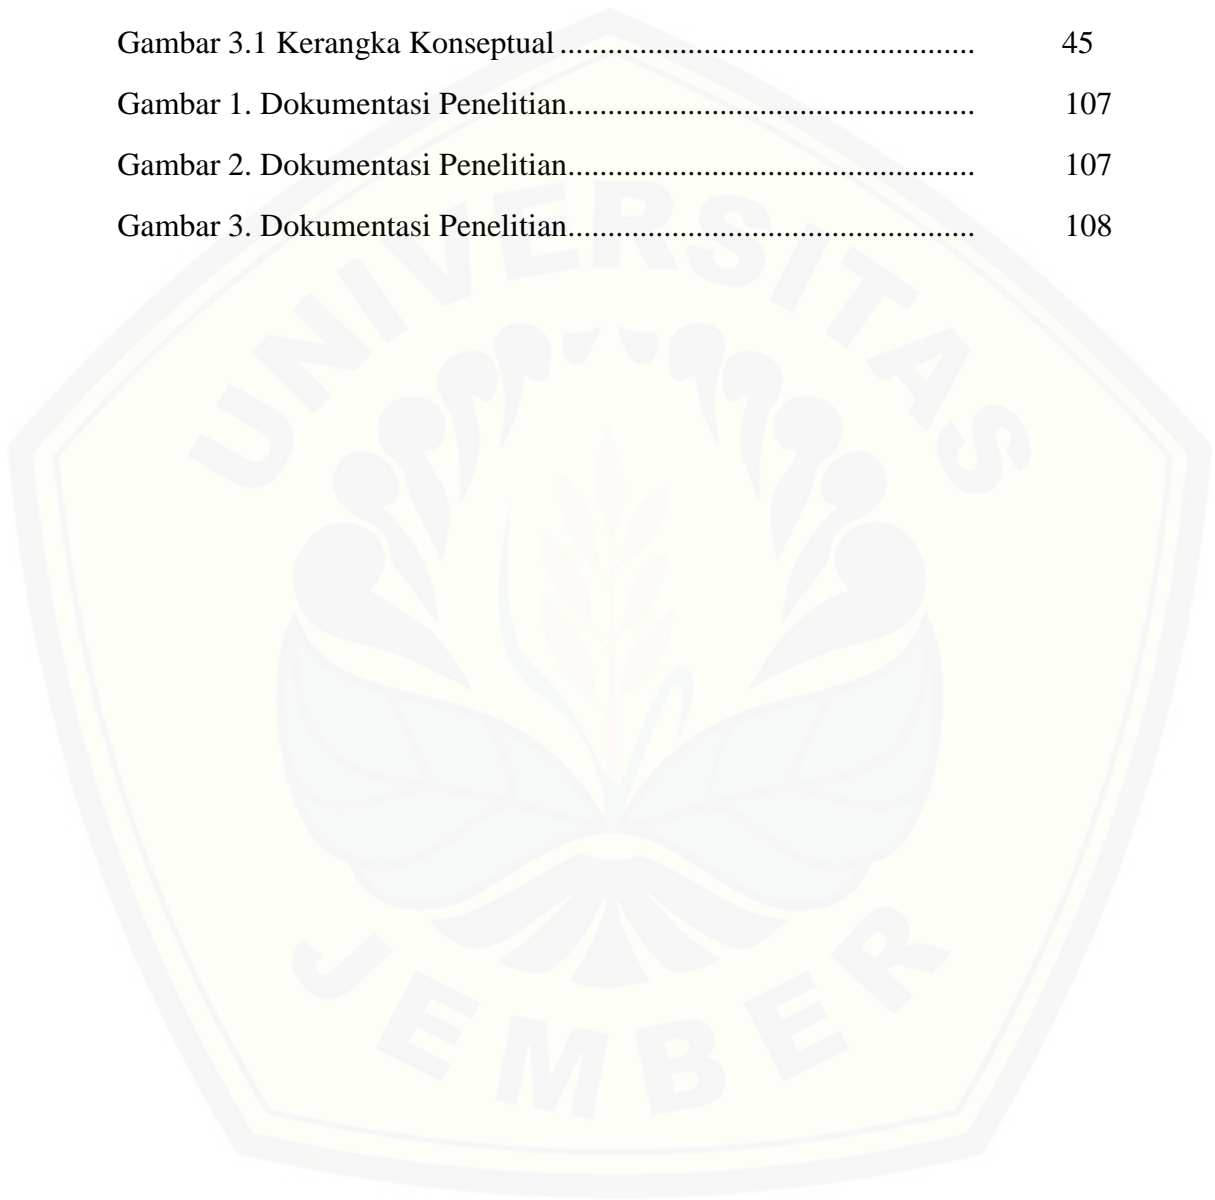 Gambar 3.1 Kerangka Konseptual .................................................... 45
Gambar 1. Dokumentasi Penelitian................................................... 107
Gambar 2. Dokumentasi Penelitian................................................... 107
Gambar 3. Dokumentasi Penelitian................................................... 108
UNIVERSITAS
JEMBER